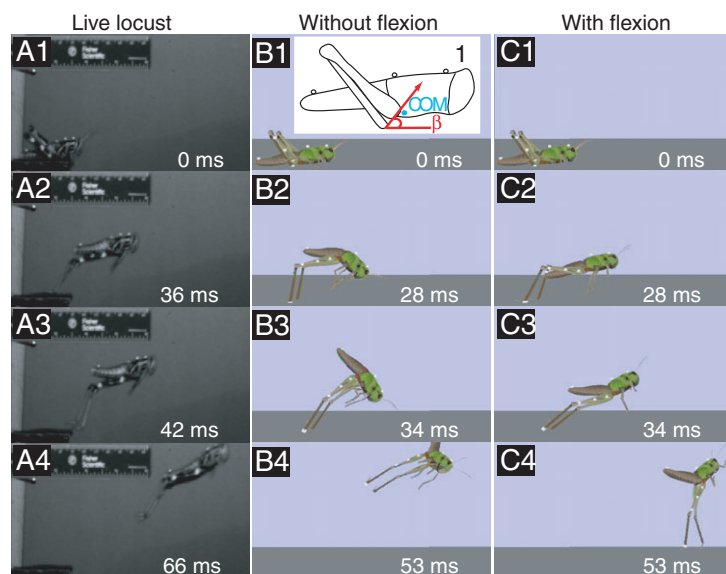 Live locust
Without flexion
With flexion
A1
B1
C1
1
COM
β
0 ms
0 ms
0 ms
A2
B2
C2
36 ms
28 ms
28 ms
A3
B3
C3
42 ms
34 ms
34 ms
A4
B4
C4
66 ms
53 ms
53 ms